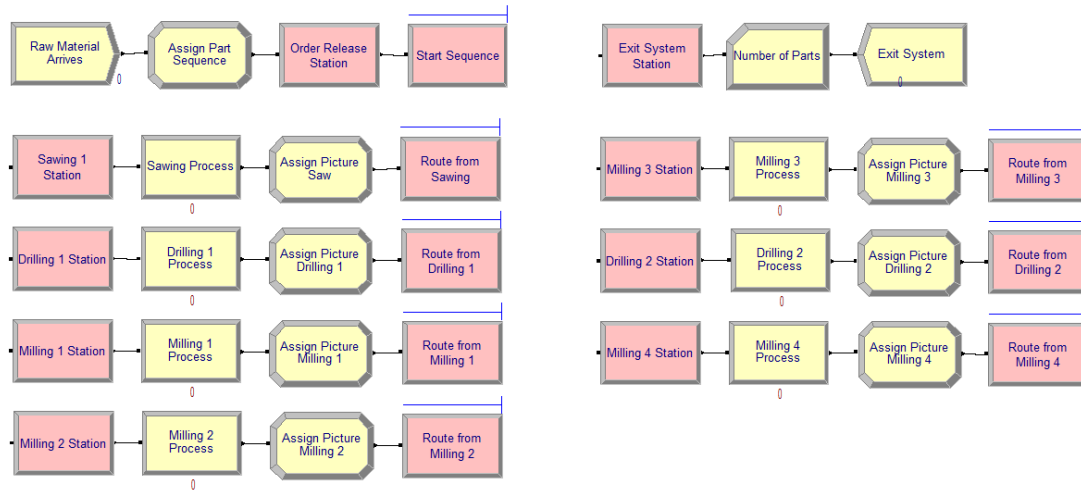 Raw Material
Arrives
Assign Part
Sequence
Order Release
Station
Start Sequence
0
Exit System
Station
Number of Parts
Exit System
0
Sawing 1
Station
Sawing Process
Assign Picture
Saw
Route from
Sawing
0
Drilling 1 Station
Drilling 1
Process
Assign Picture
Drilling 1
Route from
Drilling 1
0
Milling 1 Station
Milling 1
Process
Assign Picture
Milling 1
Route from
Milling 1
0
Milling 2 Station
Milling 2
Process
Assign Picture
Milling 2
Route from
Milling 2
0
Milling 3 Station
Milling 3
Process
Assign Picture
Milling 3
Route from
Milling 3
0
Drilling 2 Station
Drilling 2
Process
Assign Picture
Drilling 2
Route from
Drilling 2
0
Milling 4 Station
Milling 4
Process
Assign Picture
Milling 4
Route from
Milling 4
0